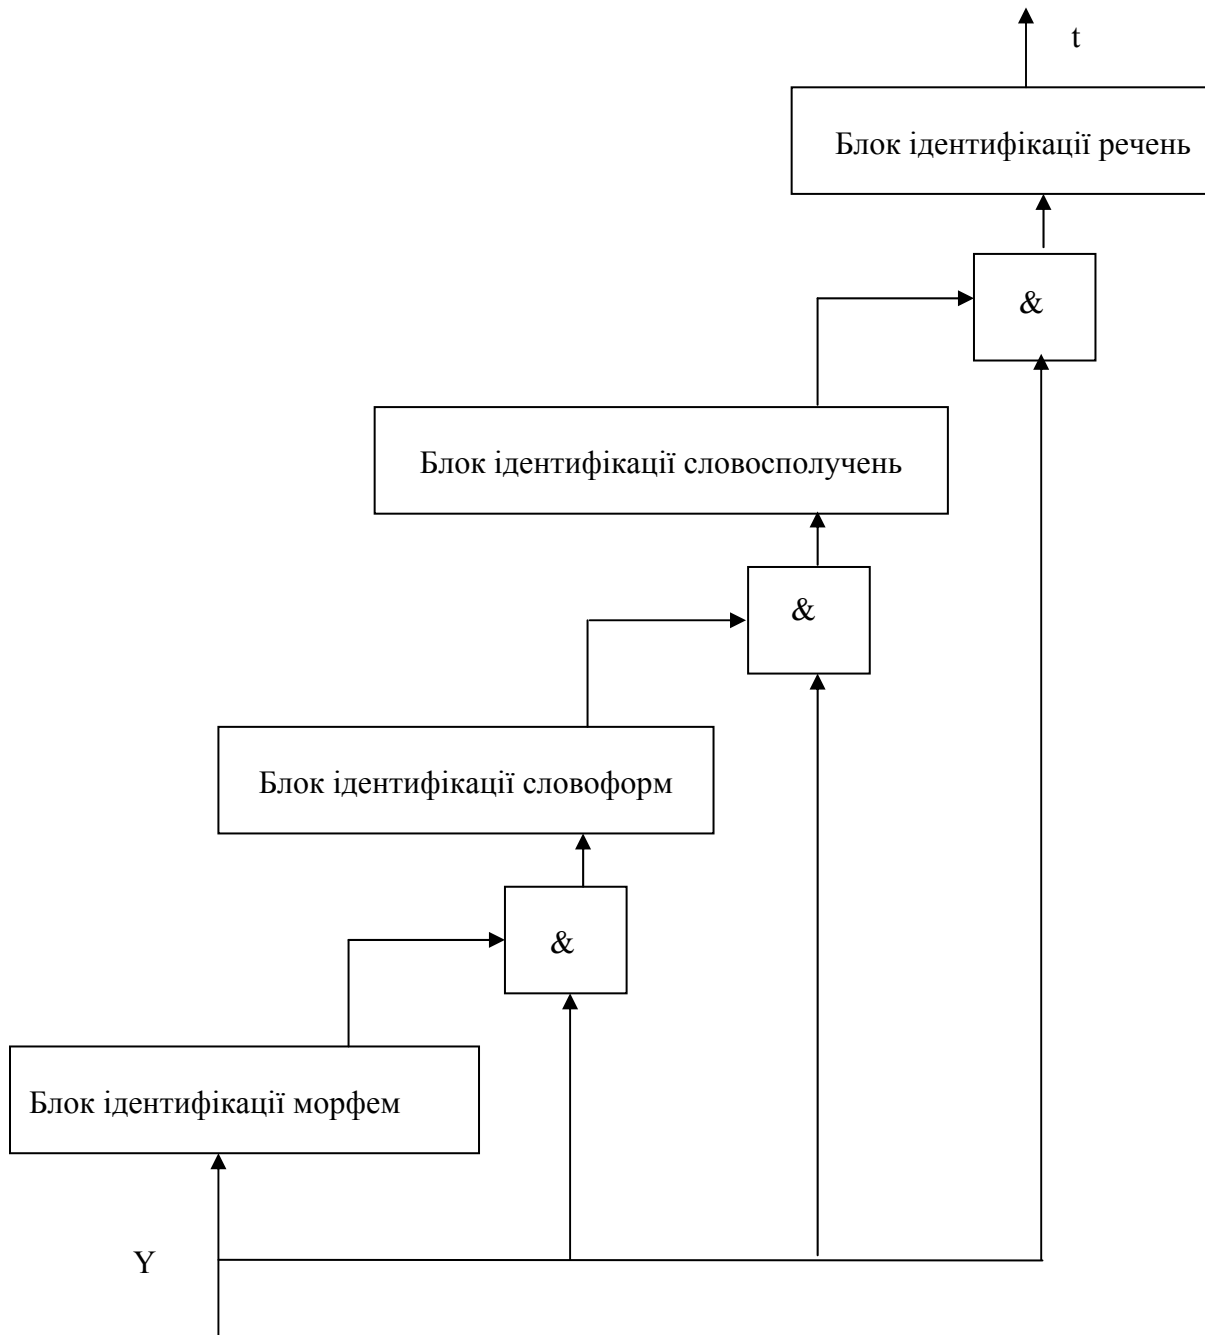 t
Блок ідентифікації речень
&
Блок ідентифікації словосполучень
&
Блок ідентифікації словоформ
&
Блок ідентифікації морфем
Y